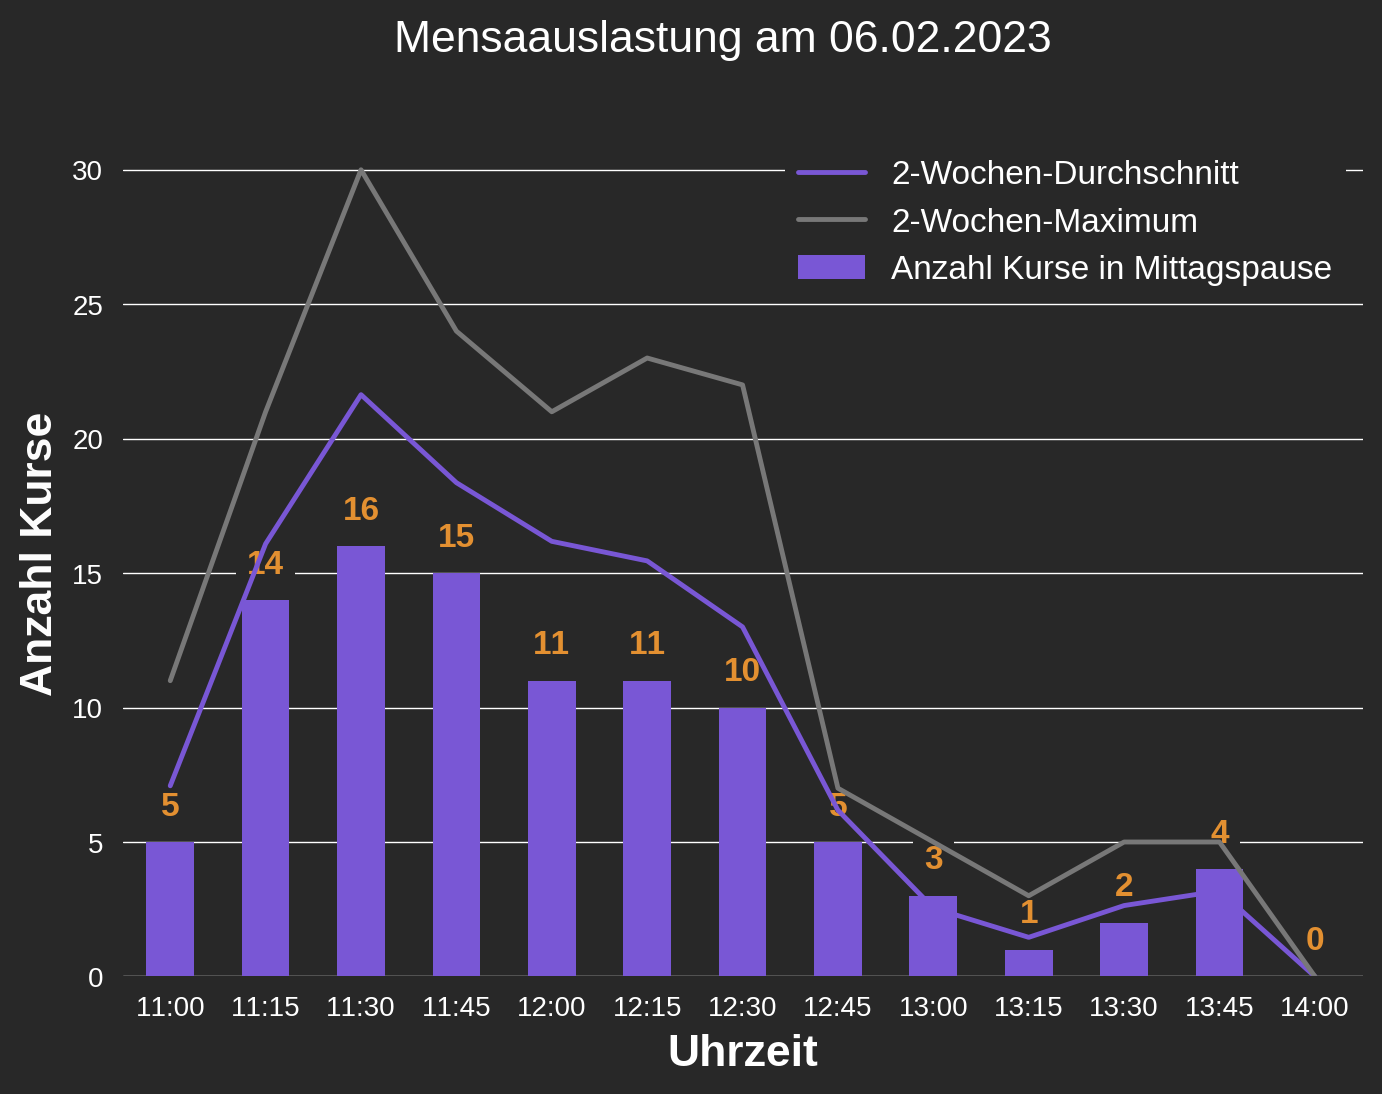 Mensaauslastung am 06.02.2023
2-Wochen-Durchschnitt
2-Wochen-Maximum
Anzahl Kurse in Mittagspause
Anzahl Kurse
30
25
20
15
10
5
0
5
14
16
15
11
11
10
5
3
1
2
4
0
11:00 11:15 11:30 11:45 12:00 12:15 12:30 12:45 13:00 13:15 13:30 13:45 14:00
Uhrzeit